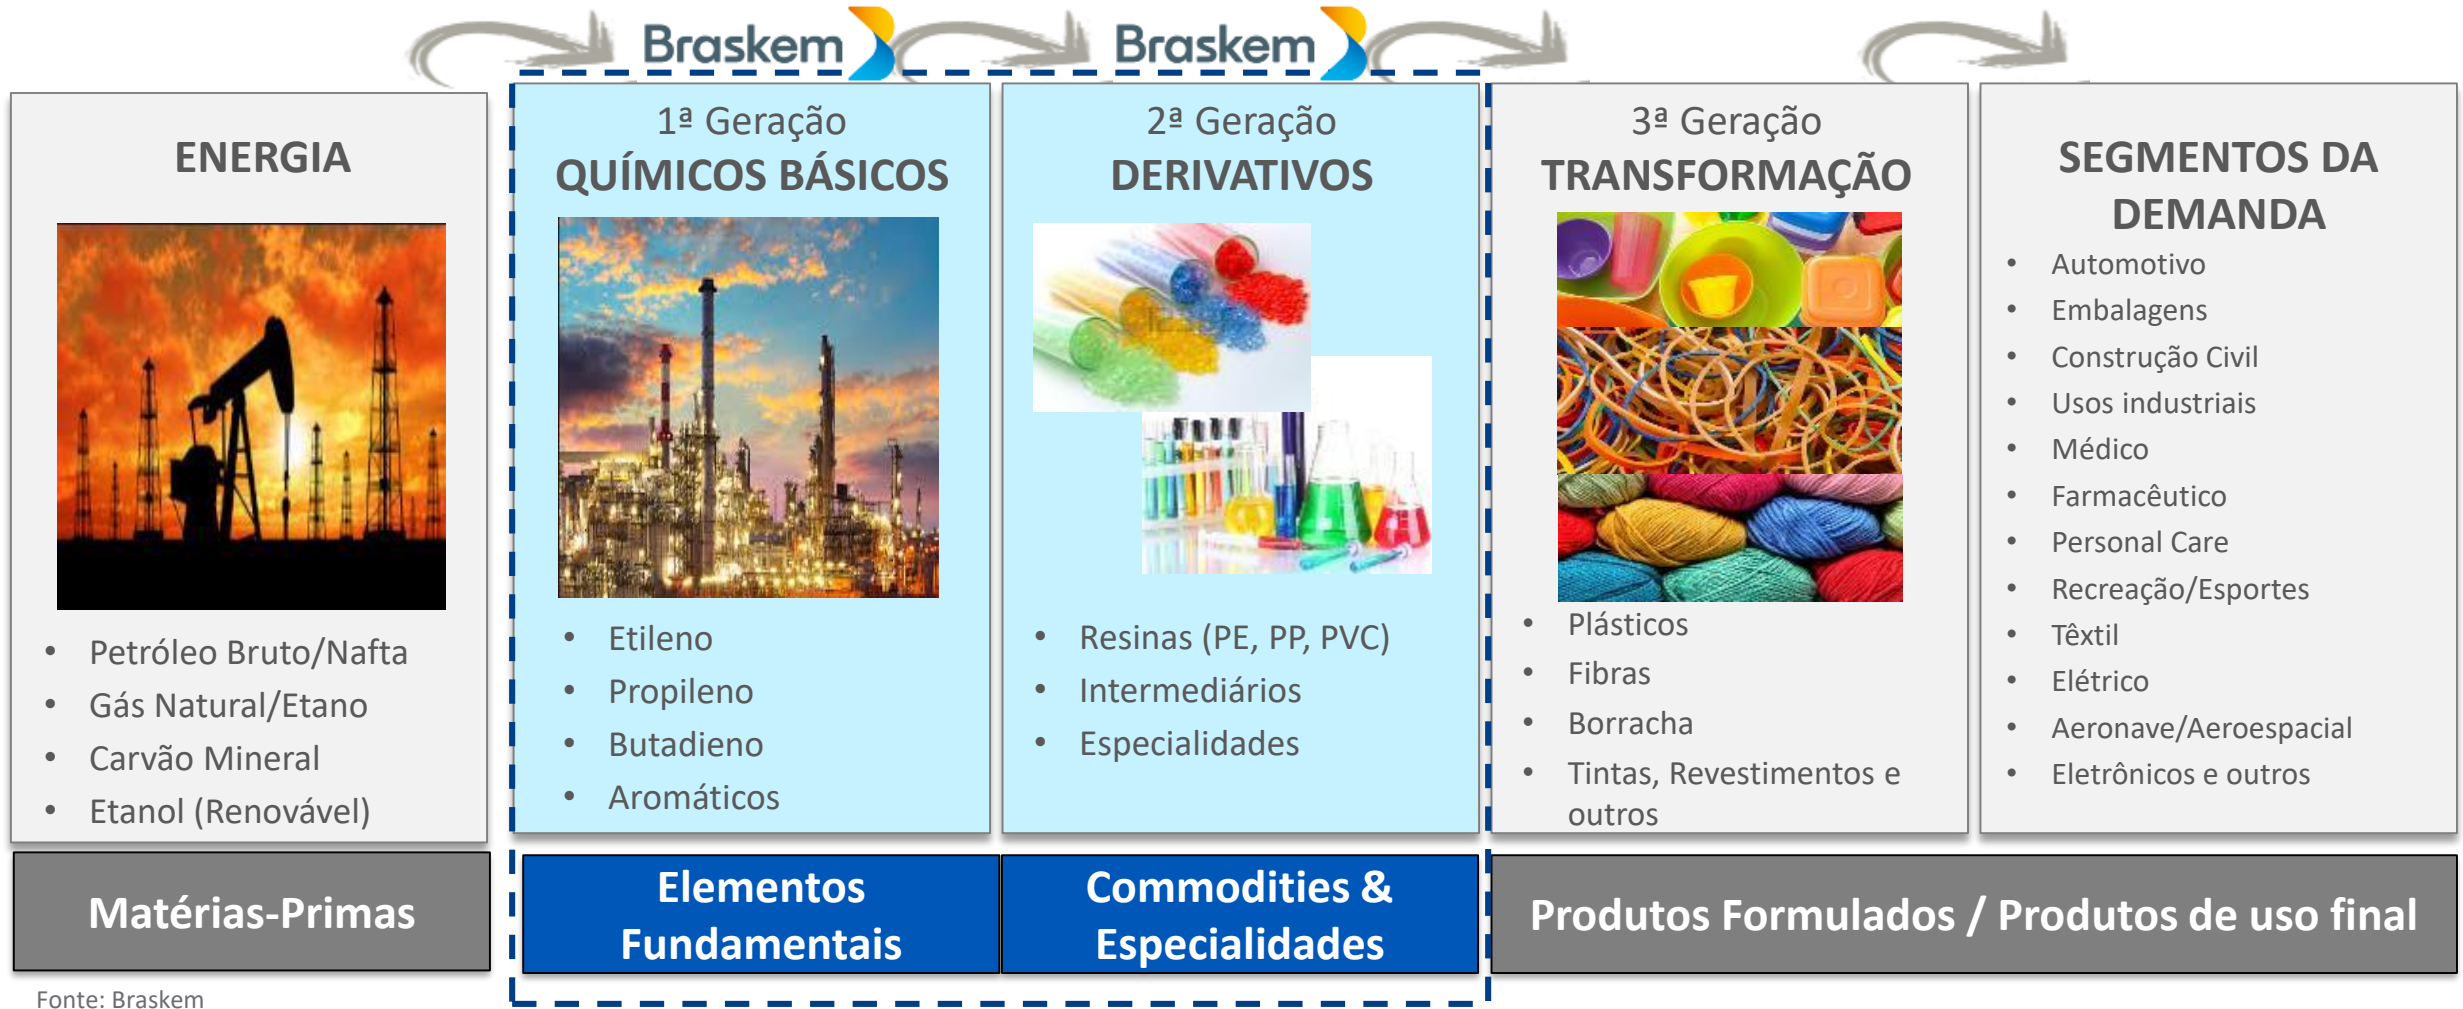 Braskem
Braskem
ENERGIA
• Petróleo Bruto/Nafta
• Gás Natural/Etano
• Carvão Mineral
• Etanol (Renovável)
Matérias-Primas
1ª Geração
QUÍMICOS BÁSICOS
• Etileno
• Propileno
• Butadieno
• Aromáticos
Elementos
Fundamentais
2ª Geração
DERIVATIVOS
• Resinas (PE, PP, PVC)
• Intermediários
• Especialidades
Commodities &
Especialidades
3ª Geração
TRANSFORMAÇÃO
• Plásticos
• Fibras
• Borracha
• Tintas, Revestimentos e
outros
SEGMENTOS DA
DEMANDA
• Automotivo
• Embalagens
• Construção Civil
• Usos industriais
• Médico
• Farmacêutico
• Personal Care
• Recreação/Esportes
• Têxtil
• Elétrico
• Aeronave/Aeroespacial
• Eletrônicos e outros
Produtos Formulados / Produtos de uso final
Fonte: Braskem